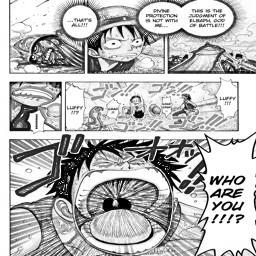 THIS IS THE
JUDGMENT OF
ELBAPH, GOD
OF BATTLE!!!
DIVINE
PROTECTION
IS NOT
WITH
ME...
...THAT'S
ALL!!!
LUFFY
!!!
LUFFY
!!?
WHO
ARE
YOU
!!!?